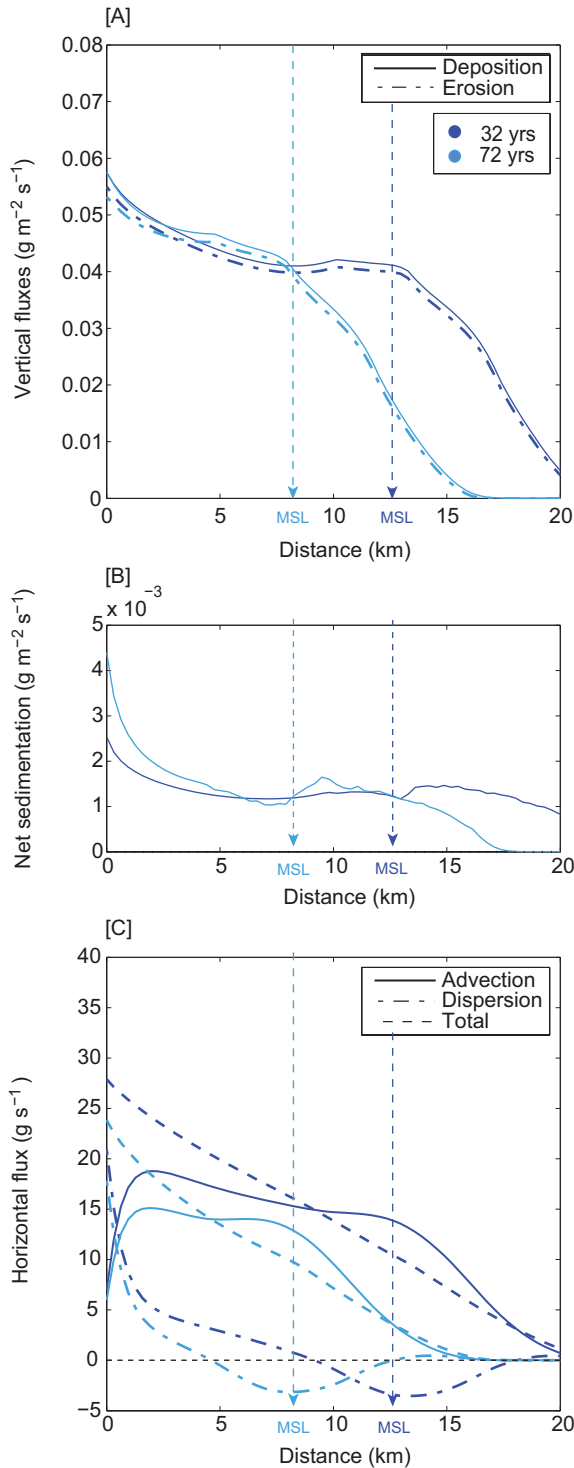 [A]
0.08
0.07
0.06
0.05
0.04
0.03
0.02
0.01
0
Vertical fluxes (g m−2 s−1)
Deposition
Erosion
32 yrs
72 yrs
0 5 MSL 10 MSL 15 20
Distance (km)
[B]
x 10−3
5
4
3
2
1
0
Net sedimentation (g m−2 s−1)
0 5 MSL 10 MSL 15 20
Distance (km)
[C]
40
35
30
25
20
15
10
5
0
−5
Horizontal flux (g s−1)
Advection
Dispersion
Total
0 5 MSL 10 MSL 15 20
Distance (km)